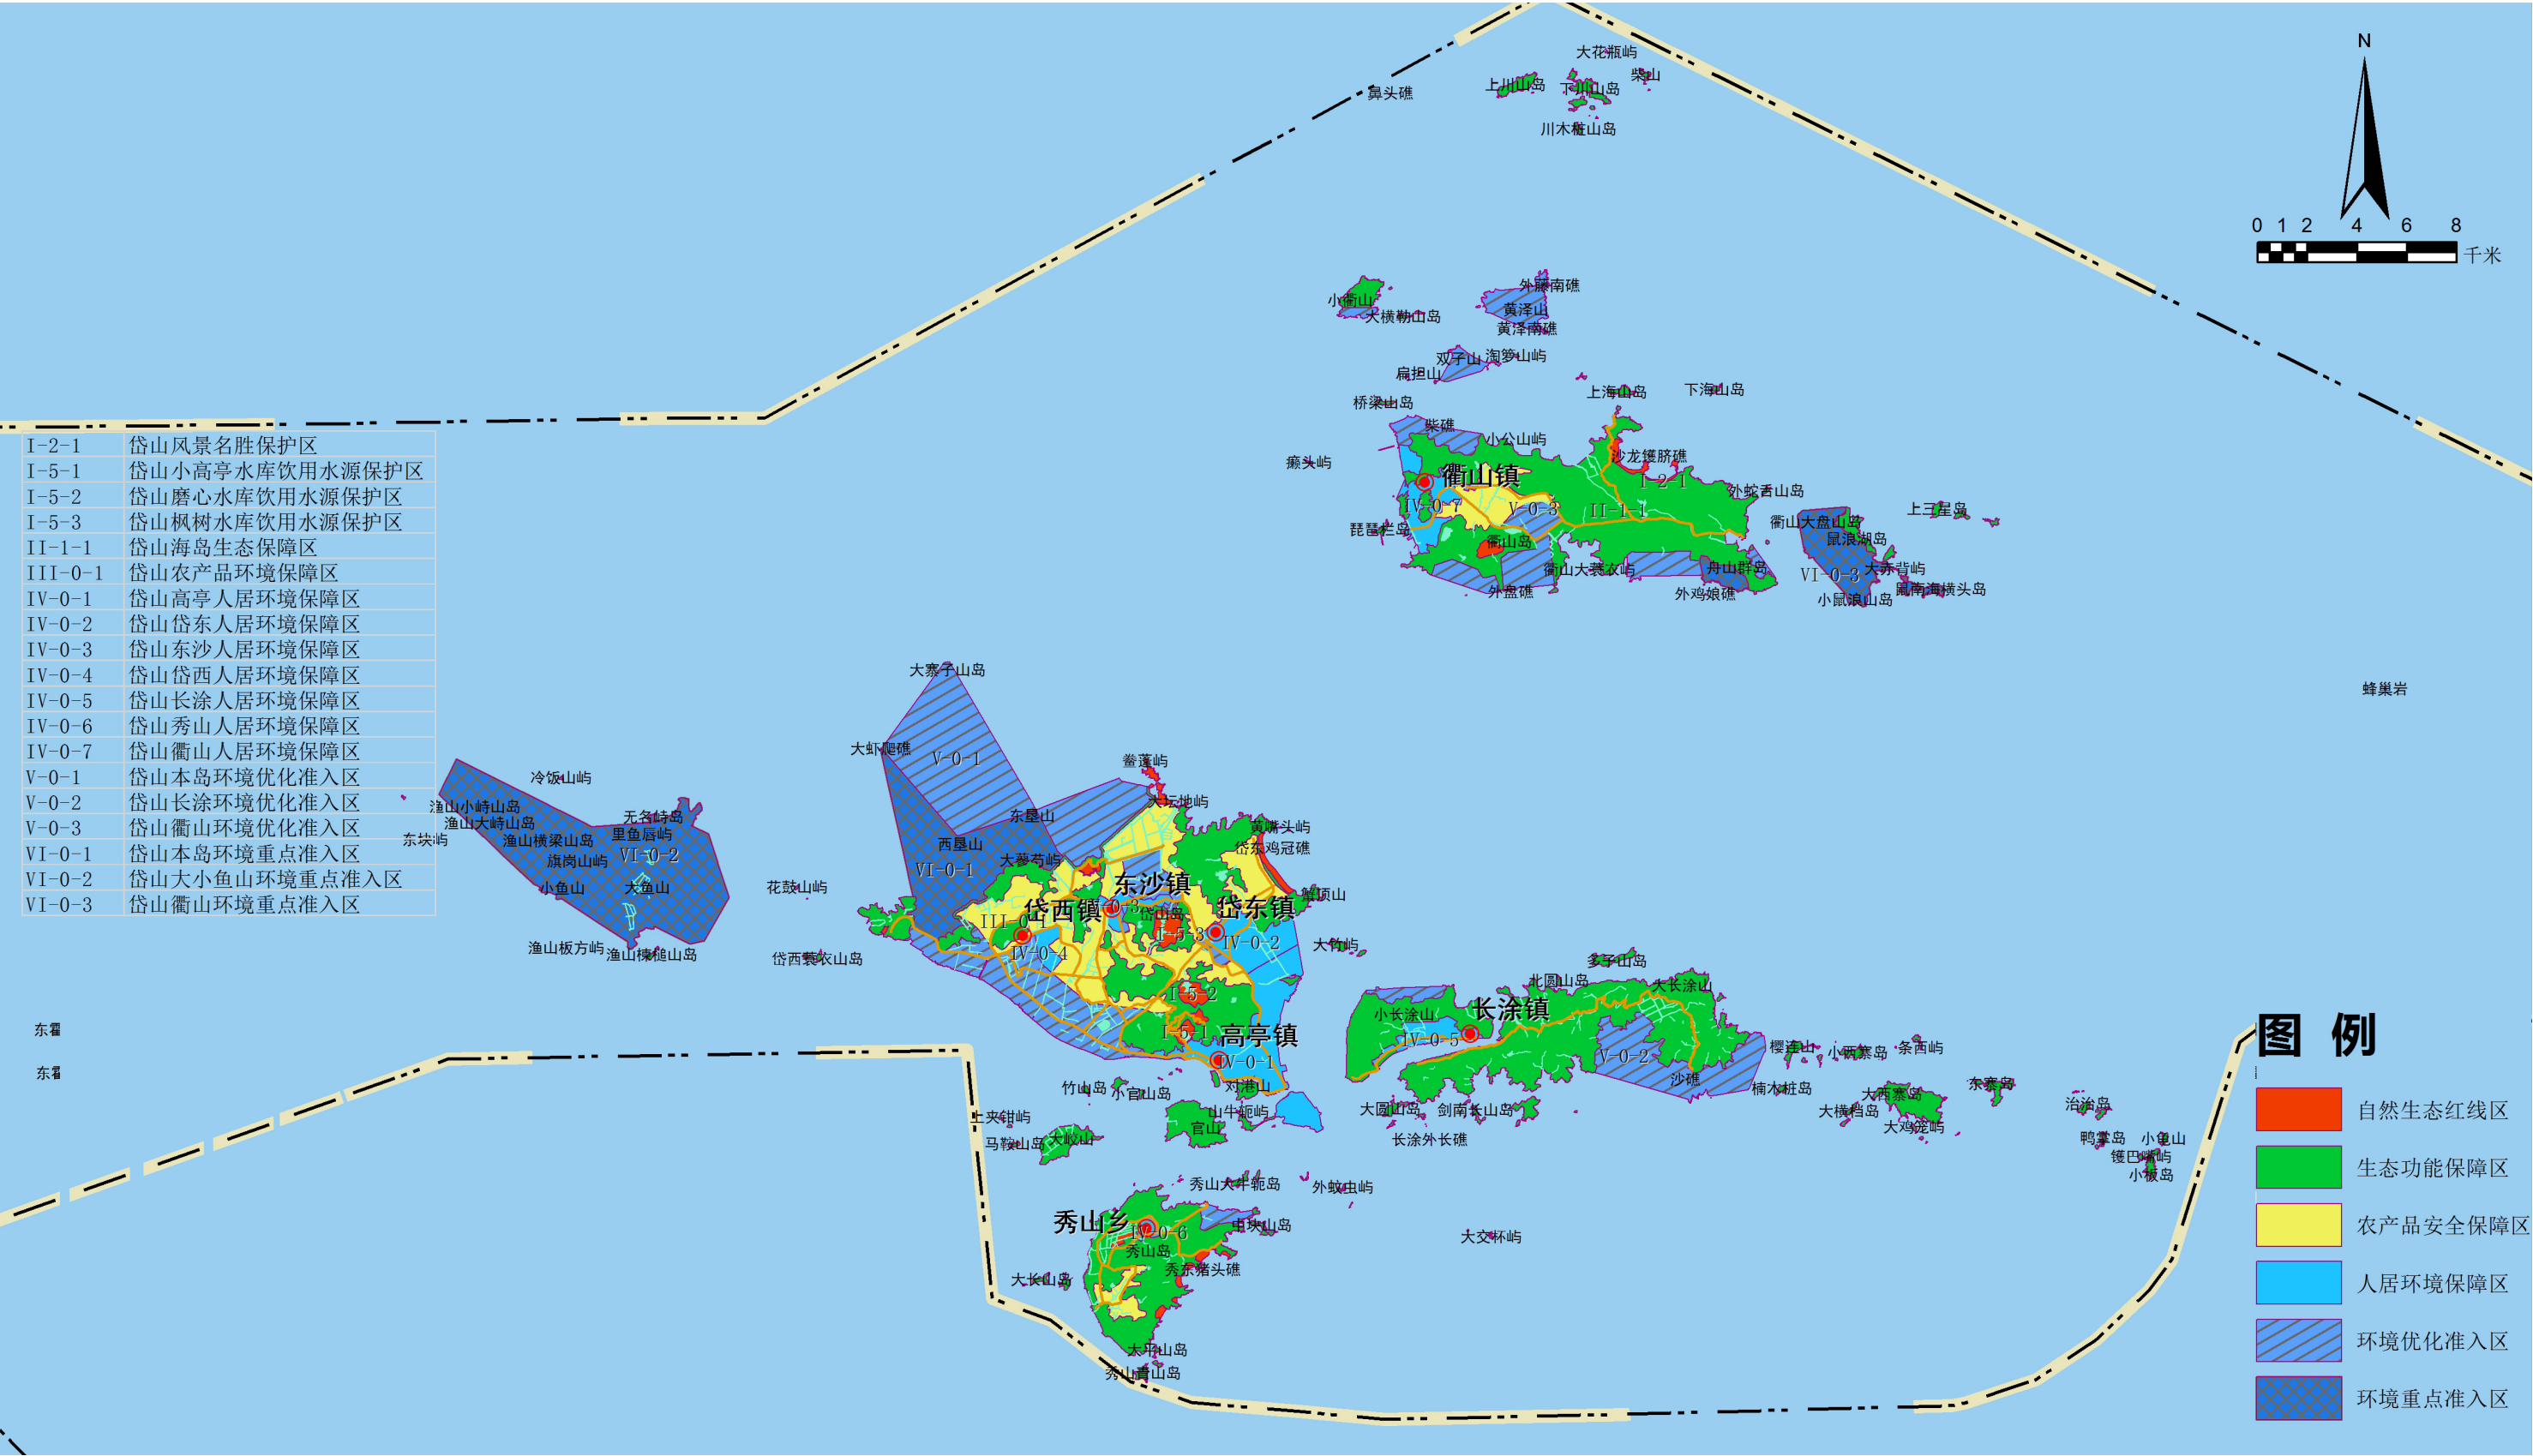 N
0 1 2 4 6 8
千米
大花瓶屿
柴山
上川山岛
下川山岛
鼻头礁
川木桩山岛
外藤南礁
小衢山
黄泽山
大横勒山岛
黄泽南礁
双子山
淘箩山屿
扁担山
上海山岛
下海山岛
桥梁山岛
柴礁
小公山屿
沙龙镬脐礁
癞头屿
衢山镇
I-2-1
外蛇舌山岛
IV-0-7
V-0-3
II-1-1
上三星岛
衢山大盘山岛
琵琶栏岛
衢山岛
鼠浪湖岛
衢山大蓑衣屿
舟山群岛
VI-0-3
大赤背屿
外盘礁
外鸡娘礁
小鼠浪山岛
鼠南海横头岛
蜂巢岩
I-2-1 岱山风景名胜保护区
I-5-1 岱山小高亭水库饮用水源保护区
I-5-2 岱山磨心水库饮用水源保护区
I-5-3 岱山枫树水库饮用水源保护区
II-1-1 岱山海岛生态保障区
III-0-1 岱山农产品环境保障区
IV-0-1 岱山高亭人居环境保障区
IV-0-2 岱山岱东人居环境保障区
IV-0-3 岱山东沙人居环境保障区
IV-0-4 岱山岱西人居环境保障区
IV-0-5 岱山长涂人居环境保障区
IV-0-6 岱山秀山人居环境保障区
IV-0-7 岱山衢山人居环境保障区
V-0-1 岱山本岛环境优化准入区
V-0-2 岱山长涂环境优化准入区
V-0-3 岱山衢山环境优化准入区
VI-0-1 岱山本岛环境重点准入区
VI-0-2 岱山大小鱼山环境重点准入区
VI-0-3 岱山衢山环境重点准入区
大寨子山岛
大虾爬礁
V-0-1
鲞蓬屿
冷饭山屿
大坛地屿
渔山小峙山岛
无名峙岛
东垦山
渔山大峙山岛
里鱼唇屿
黄嘴头屿
东块屿
渔山横梁山岛
西垦山
岱东鸡冠礁
旗岗山屿
VI-0-2
VI-0-1
大蓼芶屿
小鱼山
大鱼山
花鼓山屿
东沙镇
蟹顶山
岱西镇
岱山岛
岱东镇
III-0-1
I-5-3
IV-0-2
渔山板方屿
渔山楝槌山岛
岱西蓑衣山岛
IV-0-4
大竹屿
多子山岛
I-5-2
北圆山岛
大长涂山
东霍
I-5-1
高亭镇
小长涂山
长涂镇
IV-0-1
IV-0-5
V-0-2
樱连山
小西寨岛
条西屿
沙礁
楠木桩岛
竹山岛
小官山岛
对港山
大西寨岛
东寨岛
上夹钳屿
山牛轭屿
大圆山岛
剑南长山岛
大横档岛
治治岛
马鞍山岛
大峧山
官山
长涂外长礁
大鸡笼屿
鸭掌岛
小龟山
镬巴嘴屿
小板岛
秀山大牛轭岛
外蚊虫屿
秀山乡
IV-0-6
中块山岛
大交杯屿
秀山岛
秀东猪头礁
大长山岛
太平山岛
秀山青山岛
图 例
自然生态红线区
生态功能保障区
农产品安全保障区
人居环境保障区
环境优化准入区
环境重点准入区